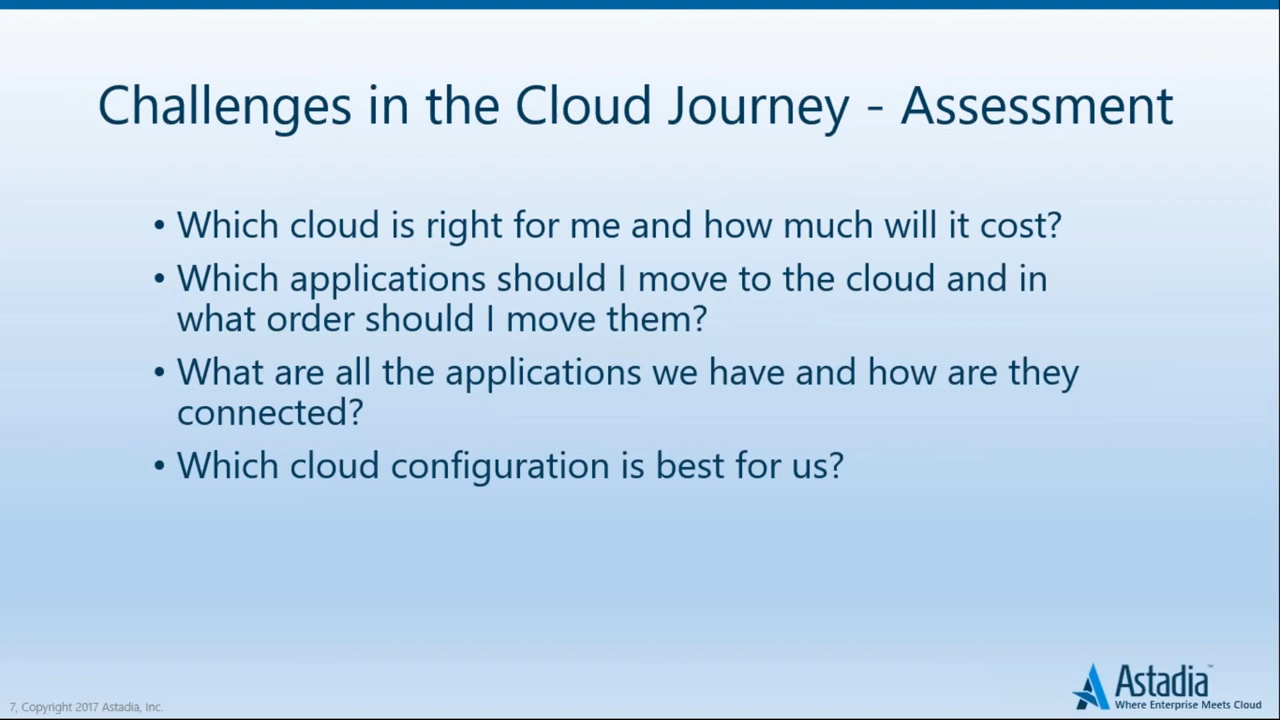 Challenges in the Cloud Journey - Assessment
• Which cloud is right for me and how much will it cost?
• Which applications should I move to the cloud and in
what order should I move them?
• What are all the applications we have and how are they
connected?
• Which cloud configuration is best for us?
7, Copyright 2017 Astadia, Inc.
Astadia™
Where Enterprise Meets Cloud